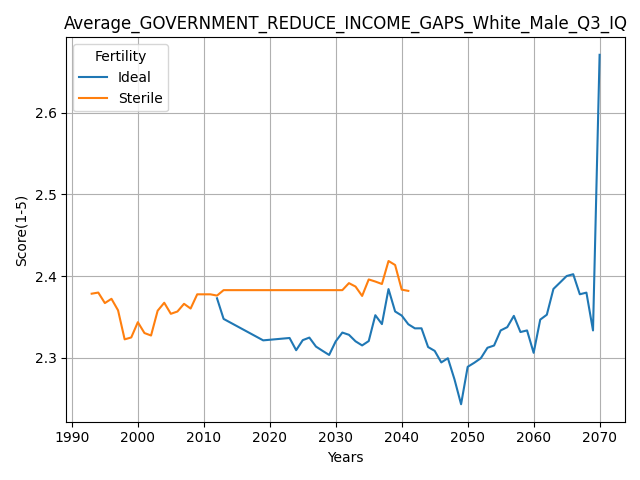 Average_GOVERNMENT_REDUCE_INCOME_GAPS_White_Male_Q3_IQ
Fertility
Ideal
Sterile
2.6
2.5
2.4
2.3
Score(1-5)
1990 2000 2010 2020 2030 2040 2050 2060 2070
Years